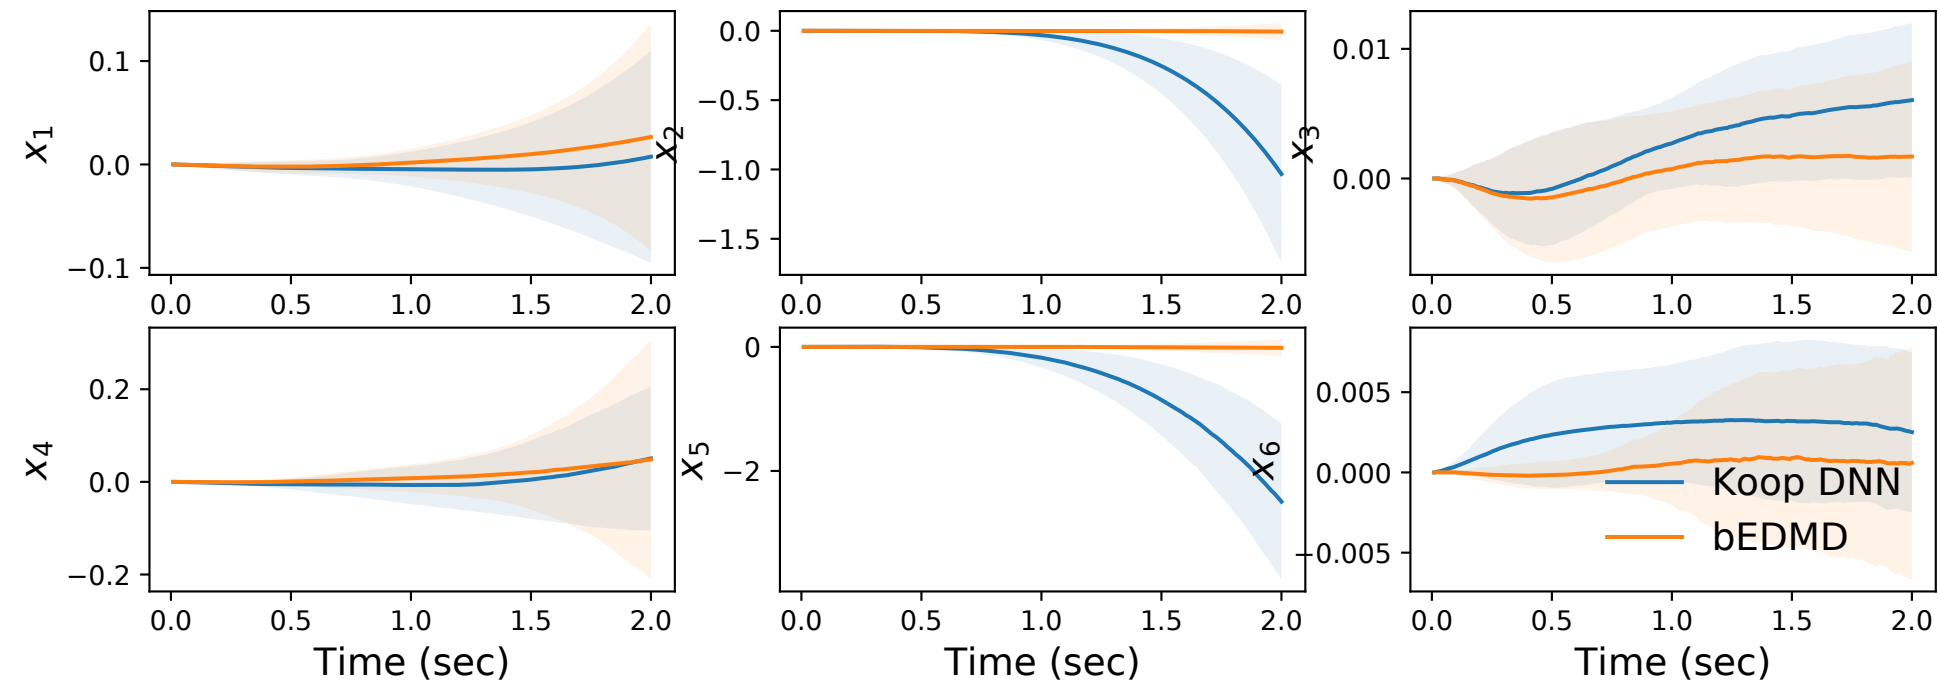 x1
0.1
0.0
−0.1
0.0 0.5 1.0 1.5 2.0
x2
0.0
−0.5
−1.0
−1.5
0.0 0.5 1.0 1.5 2.0
x3
0.01
0.00
0.0 0.5 1.0 1.5 2.0
x4
0.2
0.0
−0.2
0.0 0.5 1.0 1.5 2.0
Time (sec)
x5
0
−2
0.0 0.5 1.0 1.5 2.0
Time (sec)
x6
0.005
0.000
−0.005
Koop DNN
bEDMD
0.0 0.5 1.0 1.5 2.0
Time (sec)